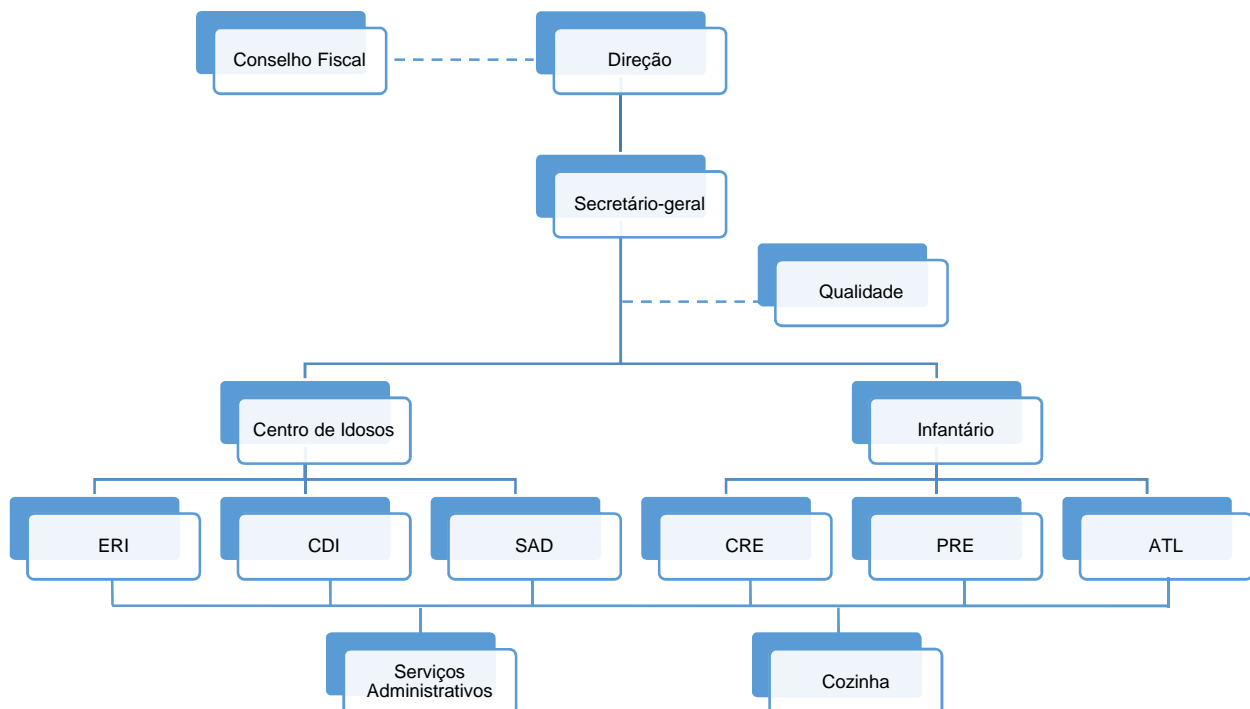 Conselho Fiscal
Direção
Secretário-geral
Qualidade
Centro de Idosos
Infantário
ERI
CDI
SAD
CRE
PRE
ATL
Serviços
Administrativos
Cozinha